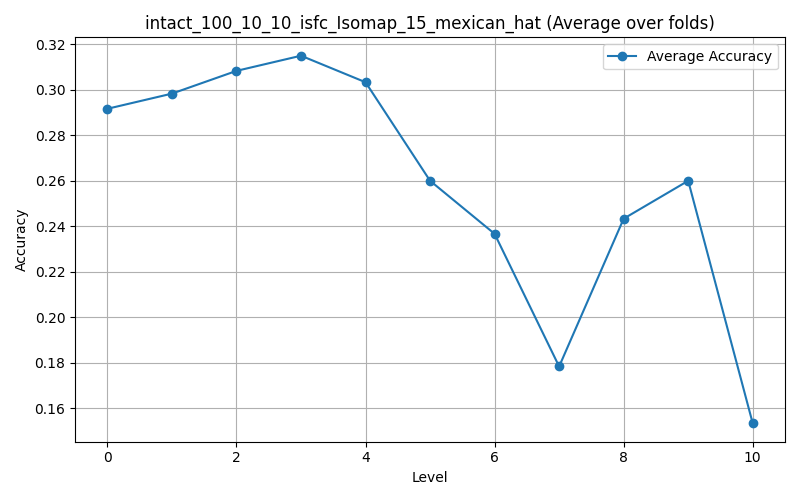 intact_100_10_10_isfc_Isomap_15_mexican_hat (Average over folds)
Average Accuracy
Accuracy
0.32
0.30
0.28
0.26
0.24
0.22
0.20
0.18
0.16
0 2 4 6 8 10
Level